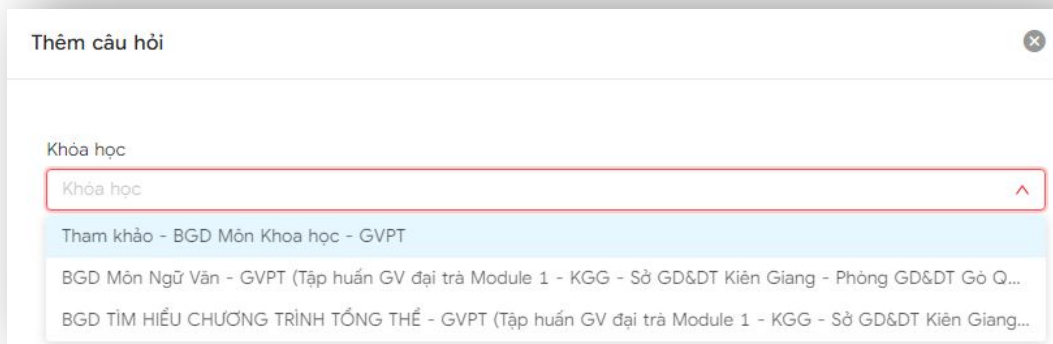 Thêm câu hỏi
Khóa học
Khóa học
Tham khảo - BGD Môn Khoa học - GVPT
BGD Môn Ngữ Văn - GVPT (Tập huấn GV đại trà Module 1 - KGG - Sở GD&DT Kiên Giang - Phòng GD&DT Gò Q...
BGD TÌM HIỂU CHƯƠNG TRÌNH TỔNG THỂ - GVPT (Tập huấn GV đại trà Module 1 - KGG - Sở GD&DT Kiên Giang...